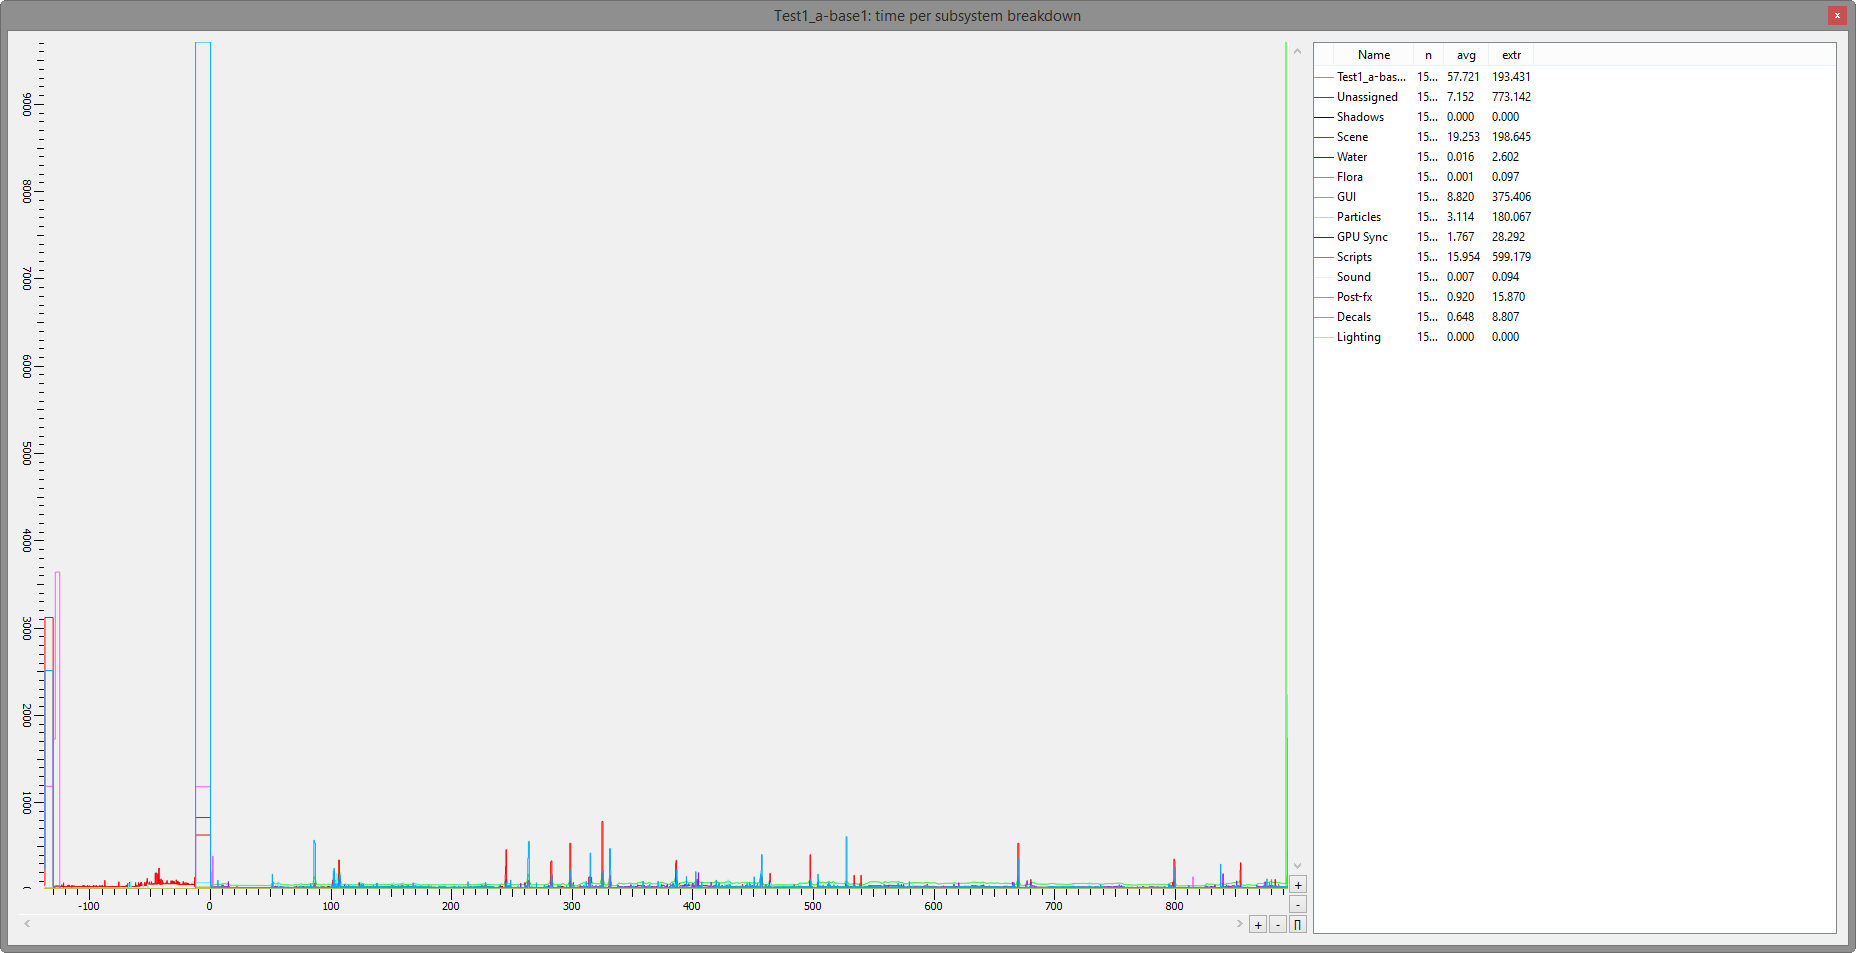 Test1_a-base1: time per subsystem breakdown
x
9000
8000
7000
6000
5000
4000
3000
2000
1000
-100 0 100 200 300 400 500 600 700 800
+
-
+ - Π
Name n avg extr
Test1_a-bas... 15... 57.721 193.431
Unassigned 15... 7.152 773.142
Shadows 15... 0.000 0.000
Scene 15... 19.253 198.645
Water 15... 0.016 2.602
Flora 15... 0.001 0.097
GUI 15... 8.820 375.406
Particles 15... 3.114 180.067
GPU Sync 15... 1.767 28.292
Scripts 15... 15.954 599.179
Sound 15... 0.007 0.094
Post-fx 15... 0.920 15.870
Decals 15... 0.648 8.807
Lighting 15... 0.000 0.000